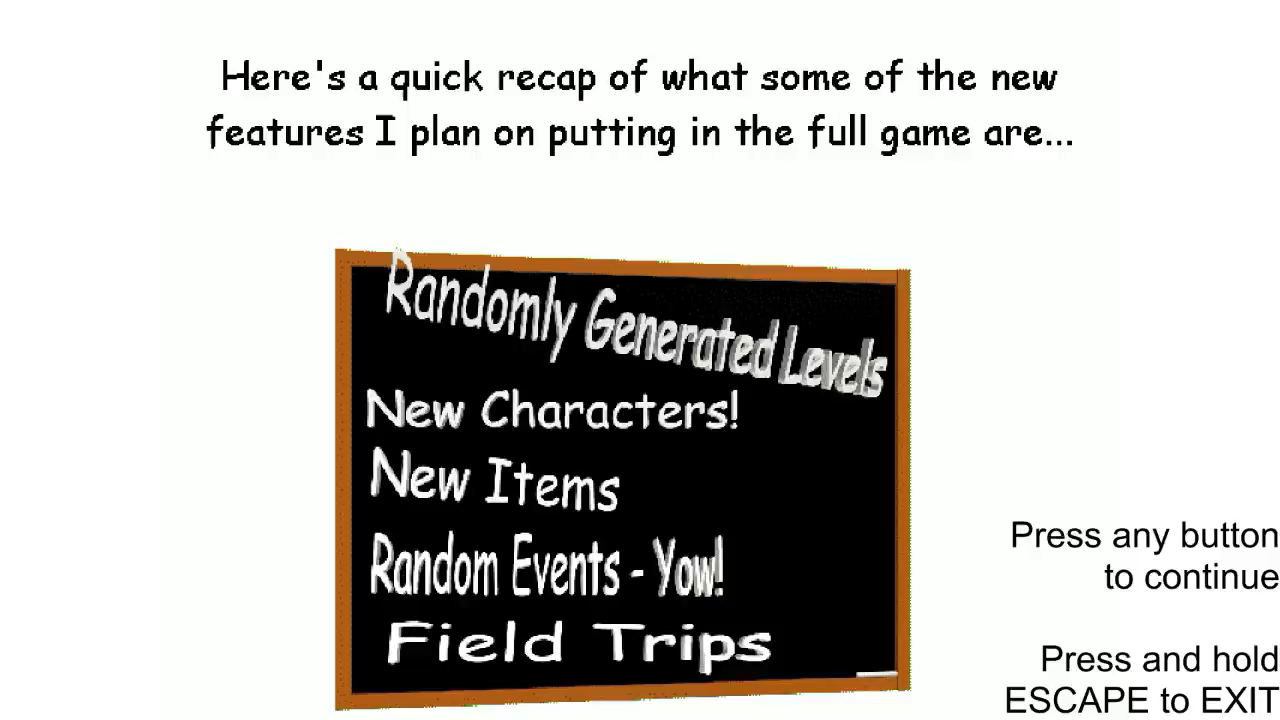 Here's a quick recap of what some of the new
features I plan on putting in the full game are...
Randomly Generated Levels
New Characters!
New Items
Random Events - Yow!
Field Trips
Press any button
to continue
Press and hold
ESCAPE to EXIT